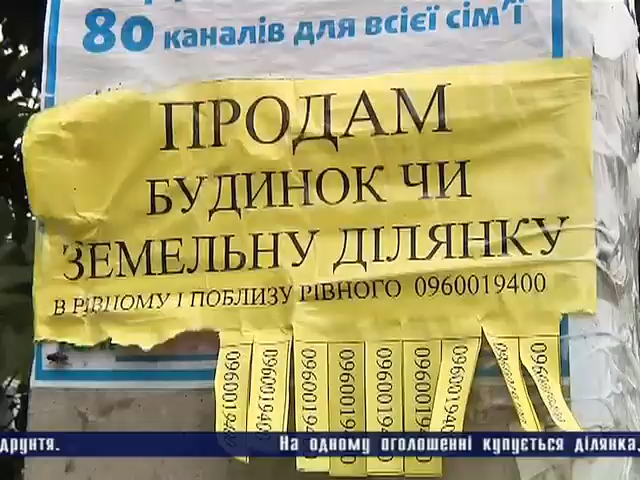 80 каналів для всієї сім'ї
ПРОДАМ
БУДИНОК ЧИ
ЗЕМЕЛЬНУ ДІЛЯНКУ
В РІВНОМУ І ПОБЛИЗУ РІВНОГО 0960019400
0960019400
0960019400
0960019400
0960019400
0960019400
0960019400
0960019400
друнтя. На одному оголошенні купується ділянка,